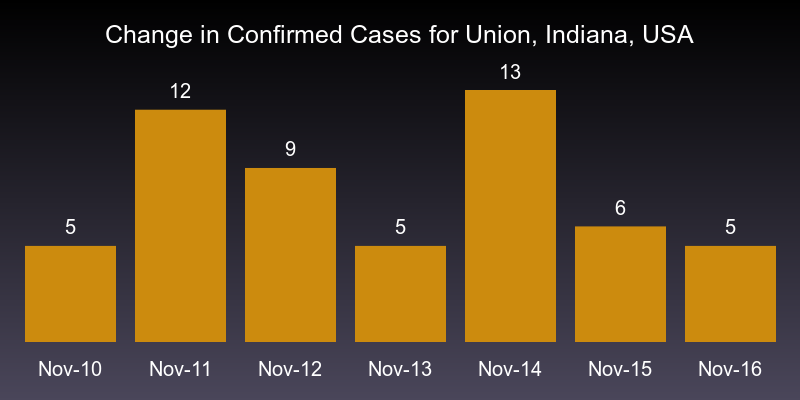 Change in Confirmed Cases for Union, Indiana, USA
5 12 9 5 13 6 5
Nov-10 Nov-11 Nov-12 Nov-13 Nov-14 Nov-15 Nov-16